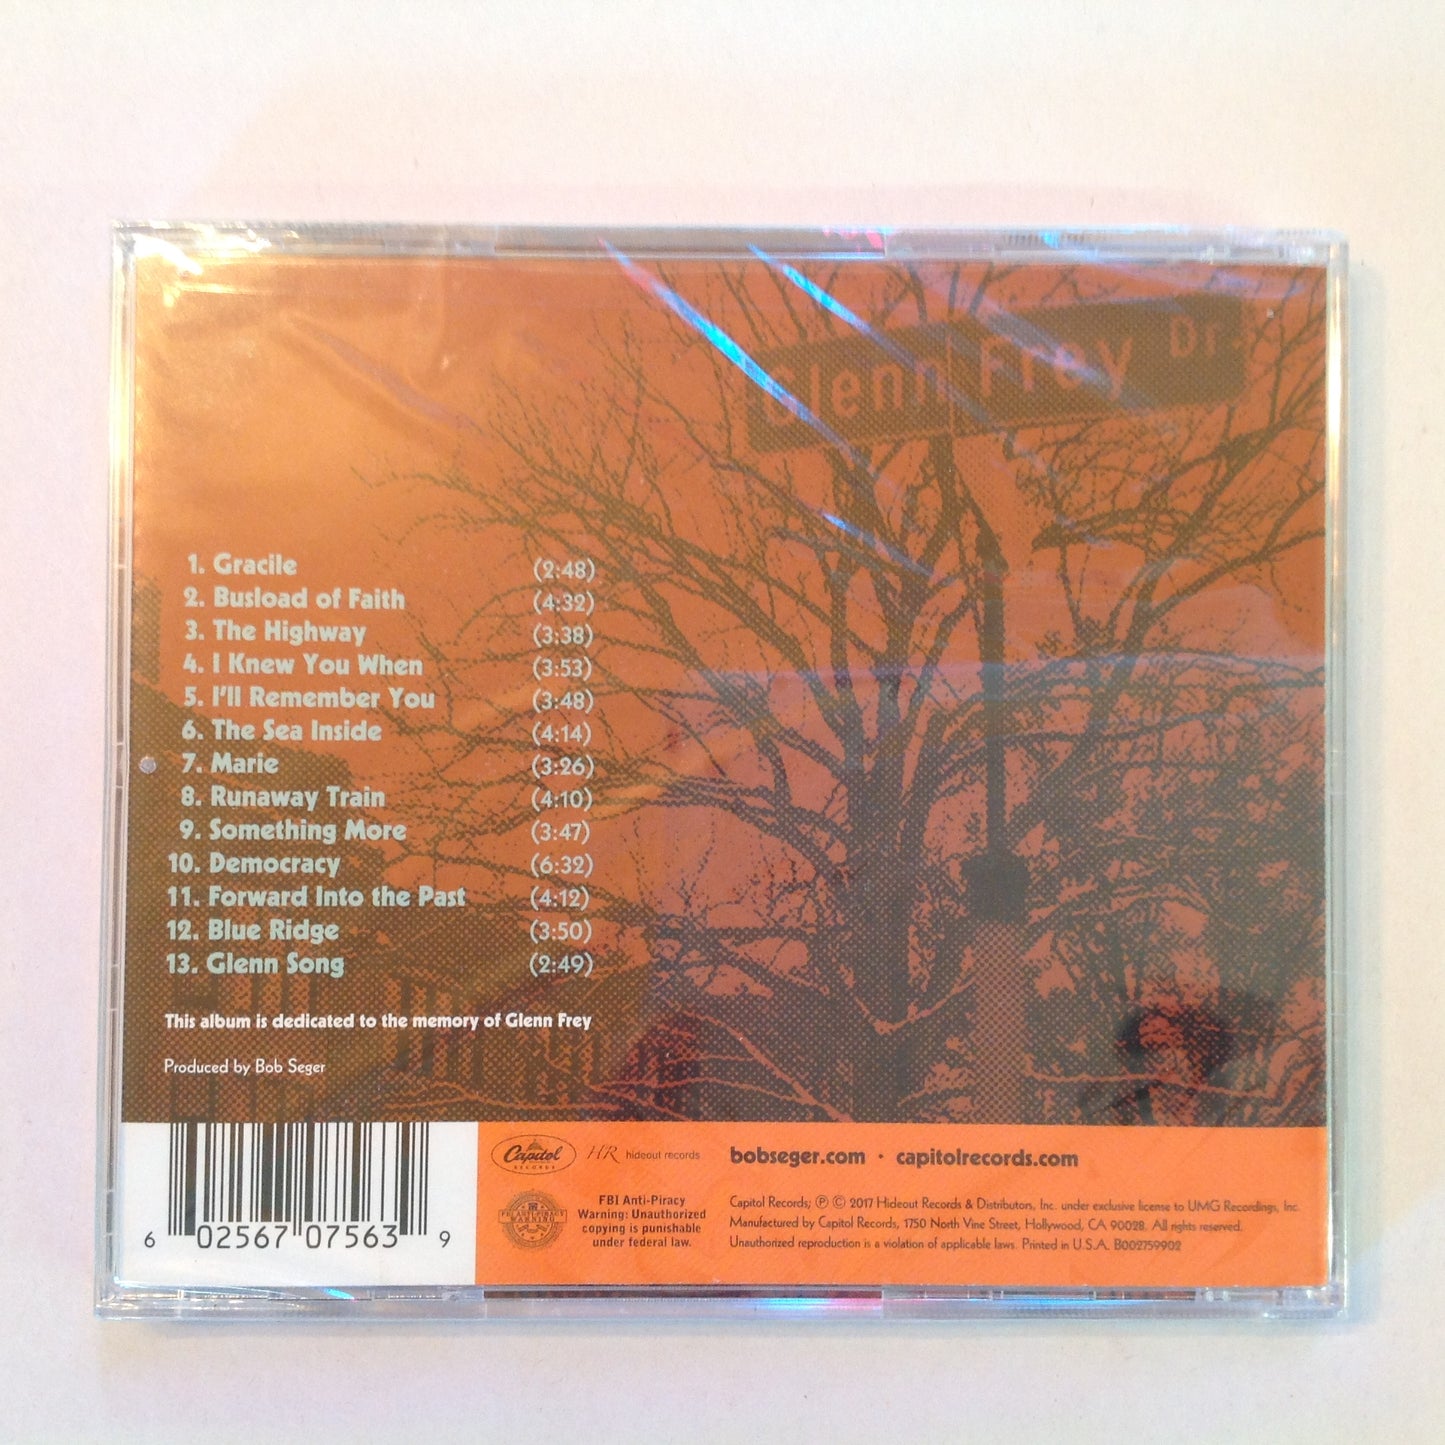 Glenn Frey Dr
1. Gracile (2:48)
2. Busload of Faith (4:32)
3. The Highway (3:38)
4. I Knew You When (3:53)
5. I'll Remember You (3:48)
6. The Sea Inside (4:14)
7. Marie (3:26)
8. Runaway Train (4:10)
9. Something More (3:47)
10. Democracy (6:32)
11. Forward Into the Past (4:12)
12. Blue Ridge (3:50)
13. Glenn Song (2:49)
This album is dedicated to the memory of Glenn Frey
Produced by Bob Seger
6 02567 07563 9
Capitol
RECORDS
HR hideout records
bobseger.com · capitolrecords.com
FBI ANTI-PIRACY
WARNING
FBI Anti-Piracy
Warning: Unauthorized
copying is punishable
under federal law.
Capitol Records; ℗ © 2017 Hideout Records & Distributors, Inc. under exclusive license to UMG Recordings, Inc.
Manufactured by Capitol Records, 1750 North Vine Street, Hollywood, CA 90028. All rights reserved.
Unauthorized reproduction is a violation of applicable laws. Printed in U.S.A. B002759902